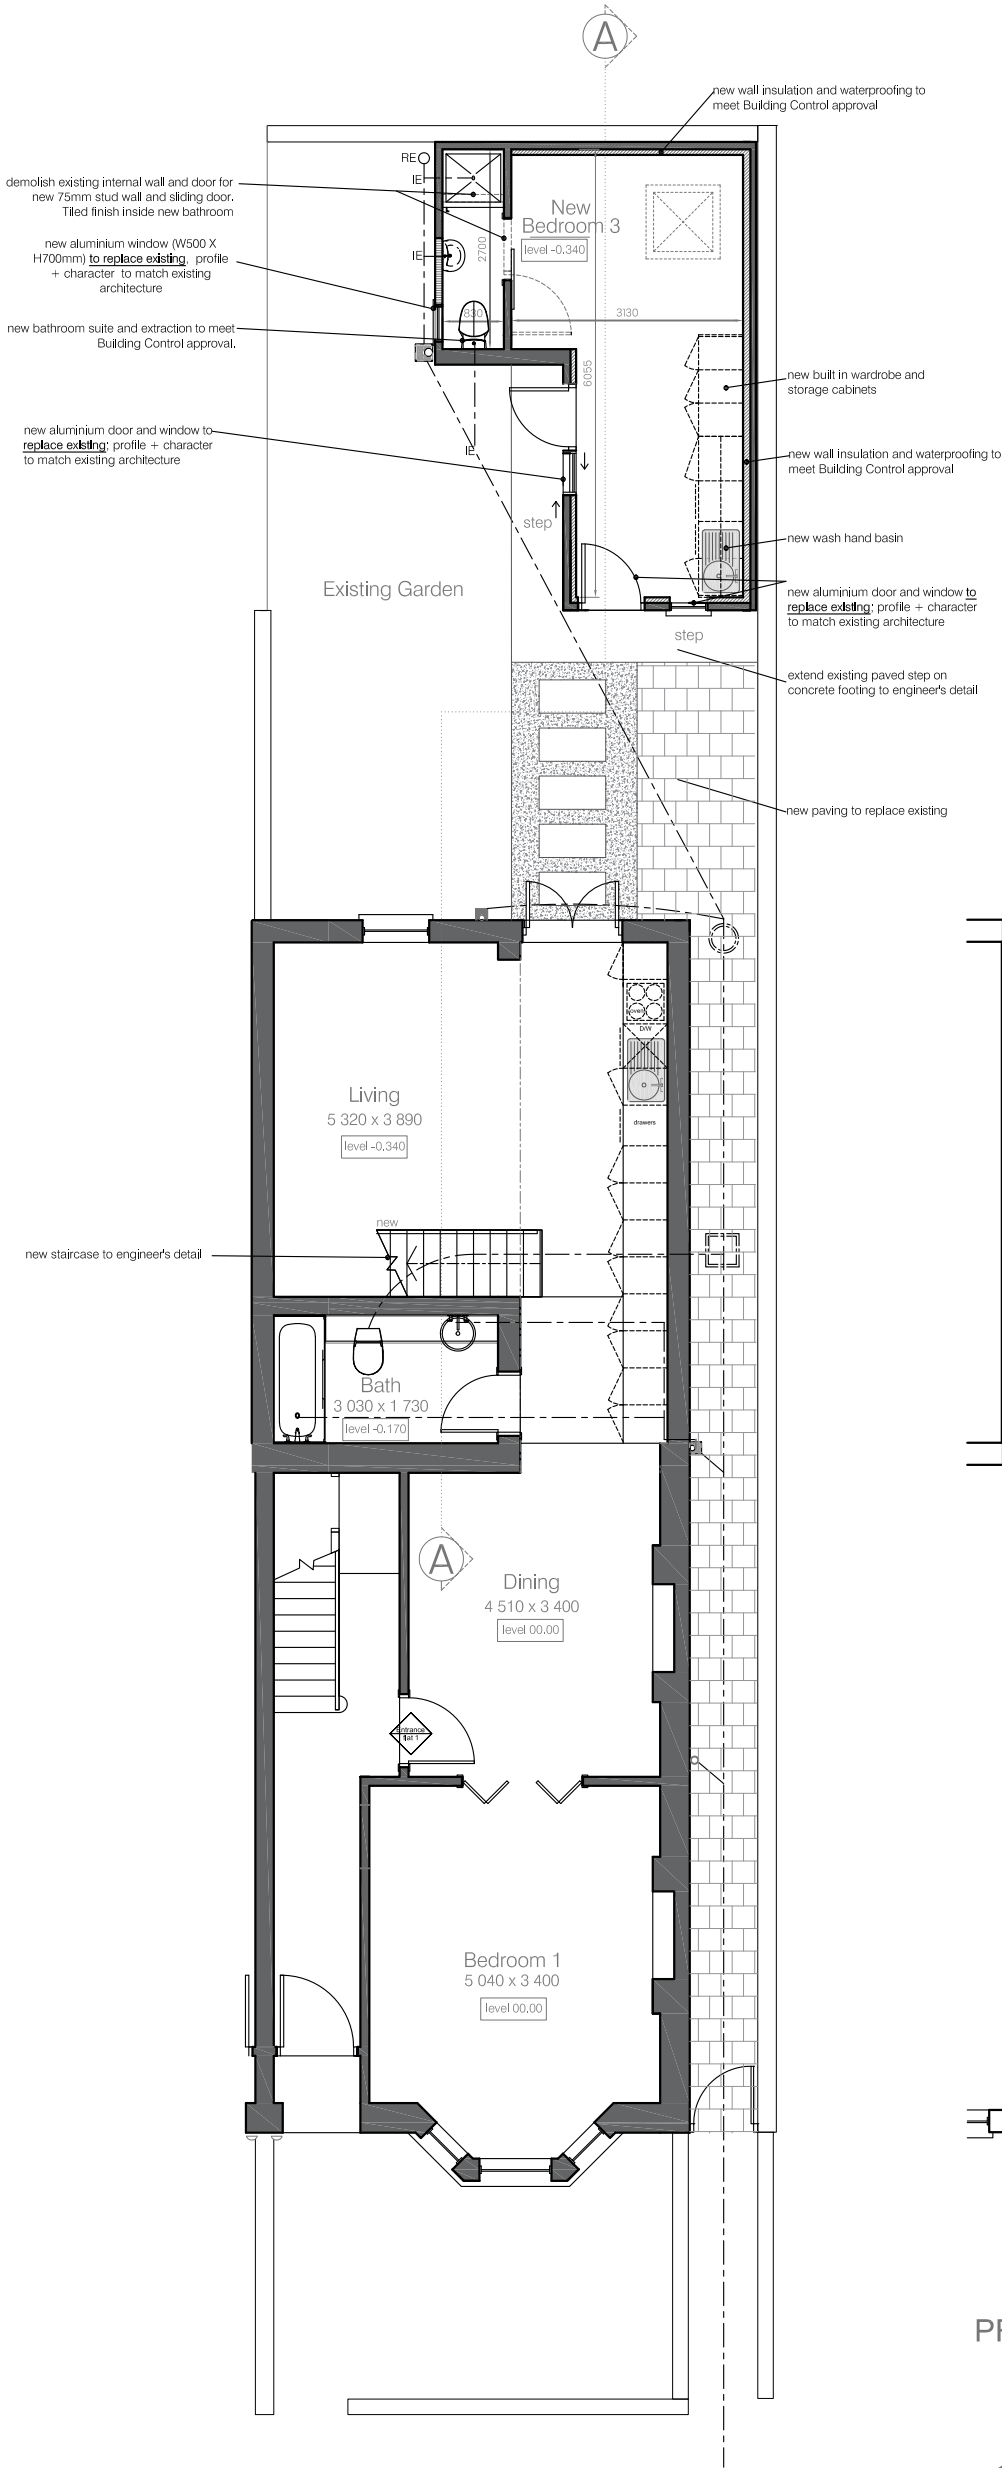 A
new wall insulation and waterproofing to
meet Building Control approval
RE
IE
demolish existing internal wall and door for
new 75mm stud wall and sliding door.
Tiled finish inside new bathroom
New
Bedroom 3
level -0.340
2700
new aluminium window (W500 X
H700mm) to replace existing, profile
+ character to match existing
architecture
IE
830
3130
new bathroom suite and extraction to meet
Building Control approval.
6055
new built in wardrobe and
storage cabinets
new aluminium door and window to
replace existing; profile + character
to match existing architecture
IE
new wall insulation and waterproofing to
meet Building Control approval
step
new wash hand basin
Existing Garden
new aluminium door and window to
replace existing; profile + character
to match existing architecture
step
extend existing paved step on
concrete footing to engineer's detail
new paving to replace existing
oven
D/W
Living
5 320 x 3 890
level -0.340
drawers
new
new staircase to engineer's detail
Bath
3 030 x 1 730
level -0.170
A
Dining
4 510 x 3 400
level 00.00
Entrance
flat 1
Bedroom 1
5 040 x 3 400
level 00.00